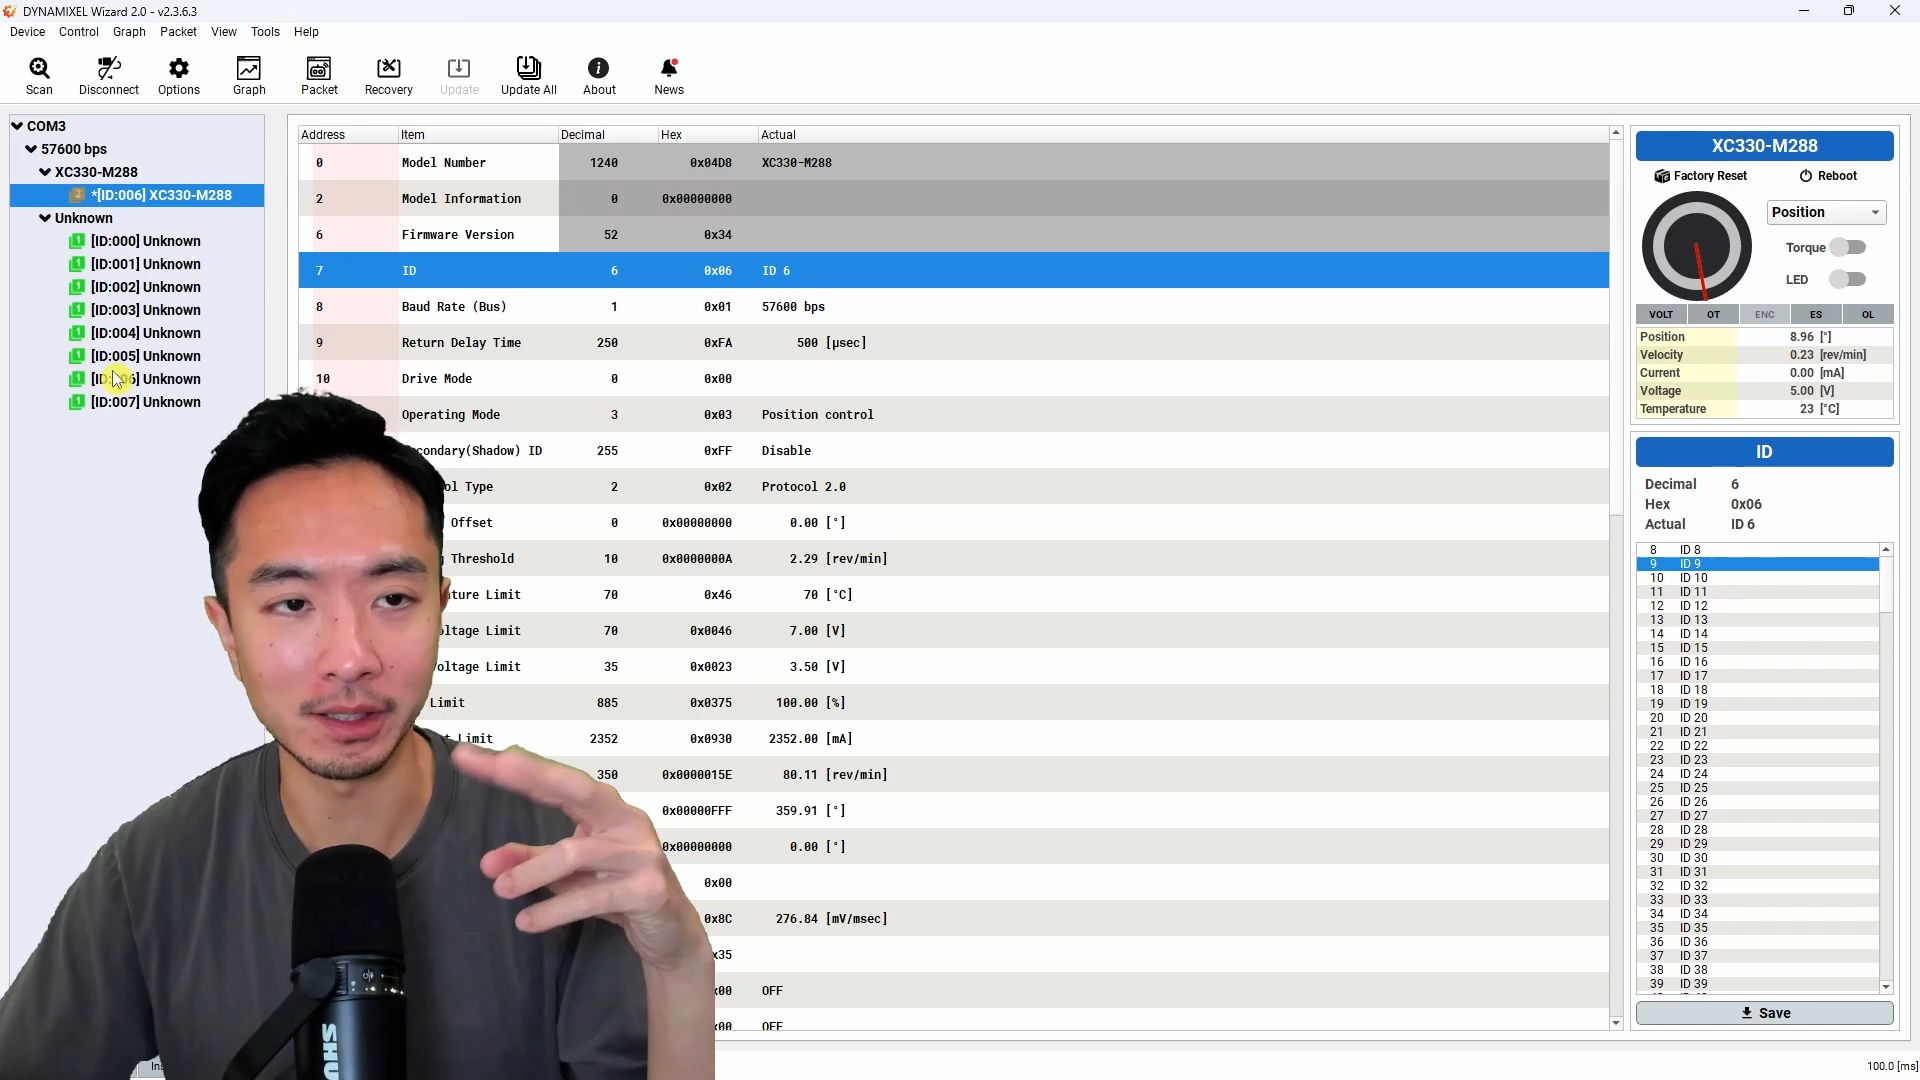 DYNAMIXEL Wizard 2.0 - v2.3.6.3
Device Control Graph Packet View Tools Help
Scan Disconnect Options Graph Packet Recovery Update Update All About News
COM3
57600 bps
XC330-M288
*[ID:006] XC330-M288
Unknown
[ID:000] Unknown
[ID:001] Unknown
[ID:002] Unknown
[ID:003] Unknown
[ID:004] Unknown
[ID:005] Unknown
Unknown
[ID:007] Unknown
Address Item Decimal Hex Actual
0 Model Number 1240 0x04D8 XC330-M288
2 Model Information 0 0x00000000
6 Firmware Version 52 0x34
7 ID 6 0x06 ID 6
8 Baud Rate (Bus) 1 0x01 57600 bps
9 Return Delay Time 250 0xFA 500 [μsec]
10 Drive Mode 0 0x00
Operating Mode 3 0x03 Position control
condary(Shadow) ID 255 0xFF Disable
ol Type 2 0x02 Protocol 2.0
Offset 0 0x00000000 0.00 [°]
Threshold 10 0x0000000A 2.29 [rev/min]
ture Limit 70 0x46 70 [°C]
ltage Limit 70 0x0046 7.00 [V]
oltage Limit 35 0x0023 3.50 [V]
Limit 885 0x0375 100.00 [%]
t Limit 2352 0x0930 2352.00 [mA]
350 0x0000015E 80.11 [rev/min]
0x00000FFF 359.91 [°]
0x00000000 0.00 [°]
0x00
0x8C 276.84 [mV/msec]
x35
x00 OFF
x00 OFF
XC330-M288
Factory Reset Reboot
Position
Torque
LED
VOLT OT ENC ES OL
Position 8.96 [°]
Velocity 0.23 [rev/min]
Current 0.00 [mA]
Voltage 5.00 [V]
Temperature 23 [°C]
ID
Decimal 6
Hex 0x06
Actual ID 6
8 ID 8
9 ID 9
10 ID 10
11 ID 11
12 ID 12
13 ID 13
14 ID 14
15 ID 15
16 ID 16
17 ID 17
18 ID 18
19 ID 19
20 ID 20
21 ID 21
22 ID 22
23 ID 23
24 ID 24
25 ID 25
26 ID 26
27 ID 27
28 ID 28
29 ID 29
30 ID 30
31 ID 31
32 ID 32
33 ID 33
34 ID 34
35 ID 35
36 ID 36
37 ID 37
38 ID 38
39 ID 39
Save
SHU
100.0 [ms]